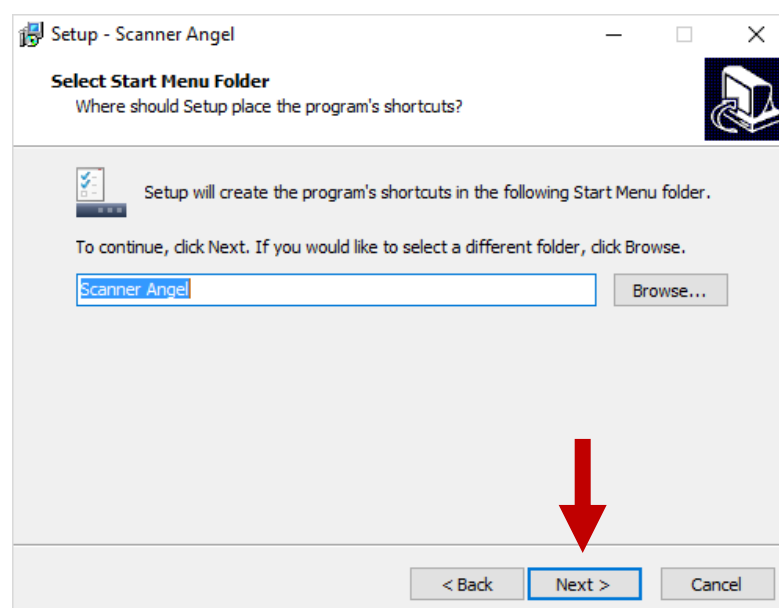 Setup - Scanner Angel
Select Start Menu Folder
Where should Setup place the program's shortcuts?
Setup will create the program's shortcuts in the following Start Menu folder.
To continue, click Next. If you would like to select a different folder, click Browse.
Scanner Angel
Browse...
< Back
Next >
Cancel